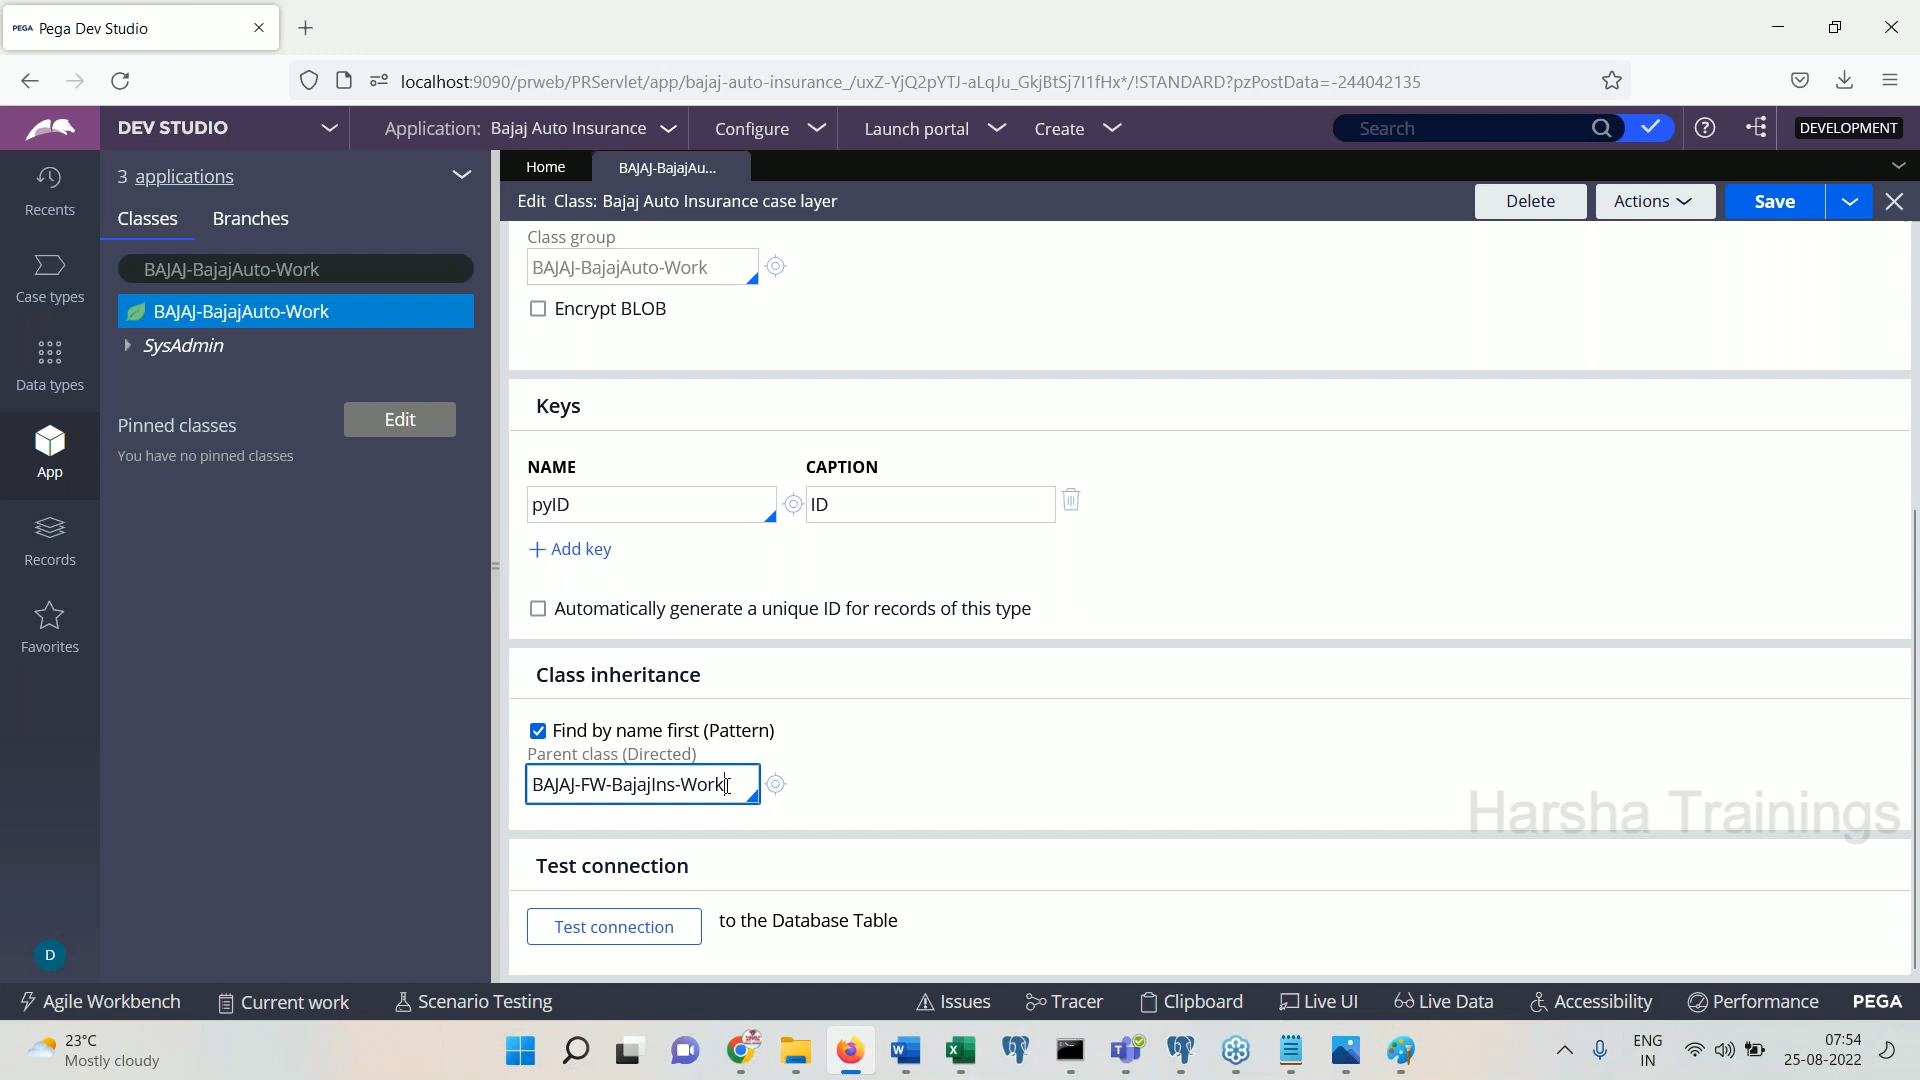 PEGA Pega Dev Studio
localhost:9090/prweb/PRServlet/app/bajaj-auto-insurance_/uxZ-YjQ2pYTJ-aLqJu_GkjBtSj7I1fHx*/!STANDARD?pzPostData=-244042135
DEV STUDIO Application: Bajaj Auto Insurance Configure Launch portal Create Search DEVELOPMENT
Recents
Case types
Data types
App
Records
Favorites
D
3 applications
Classes Branches
BAJAJ-BajajAuto-Work
BAJAJ-BajajAuto-Work
SysAdmin
Pinned classes Edit
You have no pinned classes
Home BAJAJ-BajajAu...
Edit Class: Bajaj Auto Insurance case layer Delete Actions Save
Class group
BAJAJ-BajajAuto-Work
Encrypt BLOB
Keys
NAME CAPTION
pyID ID
+ Add key
Automatically generate a unique ID for records of this type
Class inheritance
Find by name first (Pattern)
Parent class (Directed)
BAJAJ-FW-BajajIns-Work
Harsha Trainings
Test connection
Test connection to the Database Table
Agile Workbench Current work Scenario Testing Issues Tracer Clipboard Live UI Live Data Accessibility Performance PEGA
23°C
Mostly cloudy
ENG
IN
07:54
25-08-2022